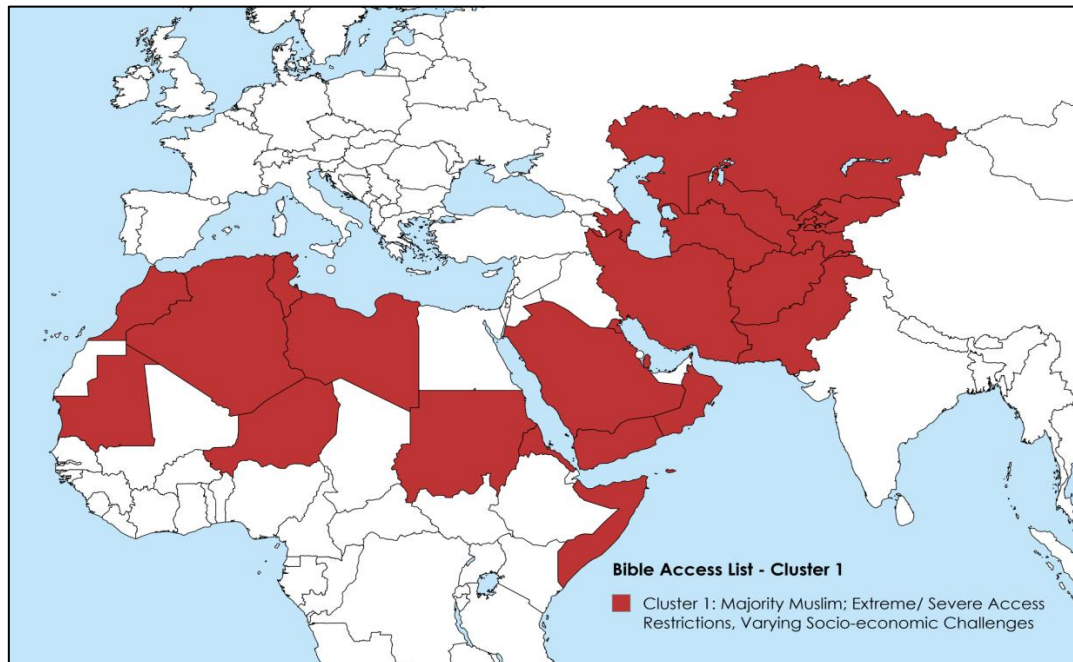 Bible Access List - Cluster 1
Cluster 1: Majority Muslim; Extreme/ Severe Access
Restrictions, Varying Socio-economic Challenges